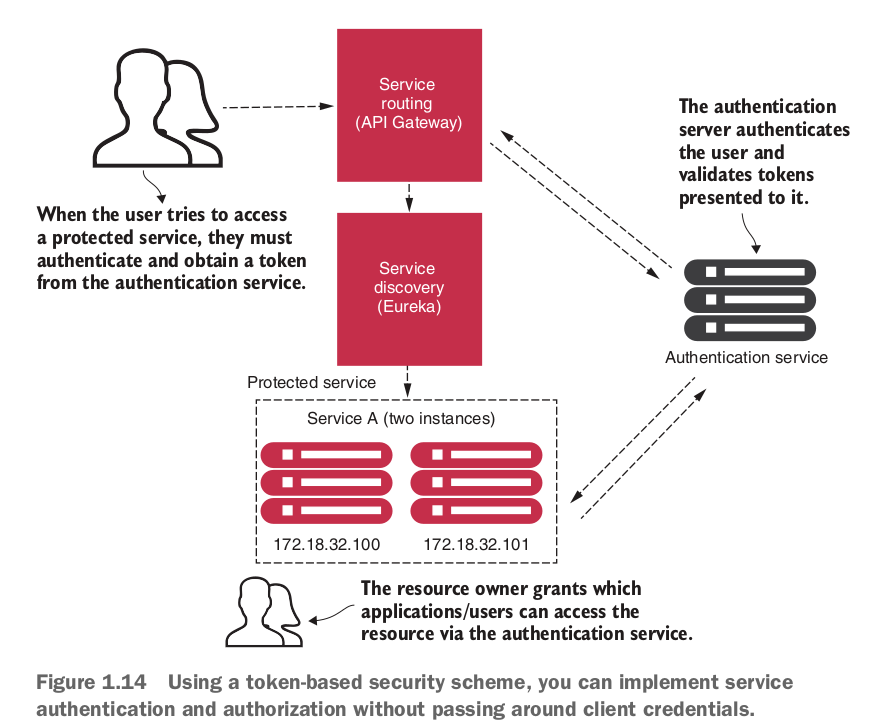 Service
routing
(API Gateway)
The authentication
server authenticates
the user and
validates tokens
presented to it.
When the user tries to access
a protected service, they must
authenticate and obtain a token
from the authentication service.
Service
discovery
(Eureka)
Authentication service
Protected service
Service A (two instances)
172.18.32.100
172.18.32.101
The resource owner grants which
applications/users can access the
resource via the authentication service.
Figure 1.14 Using a token-based security scheme, you can implement service
authentication and authorization without passing around client credentials.